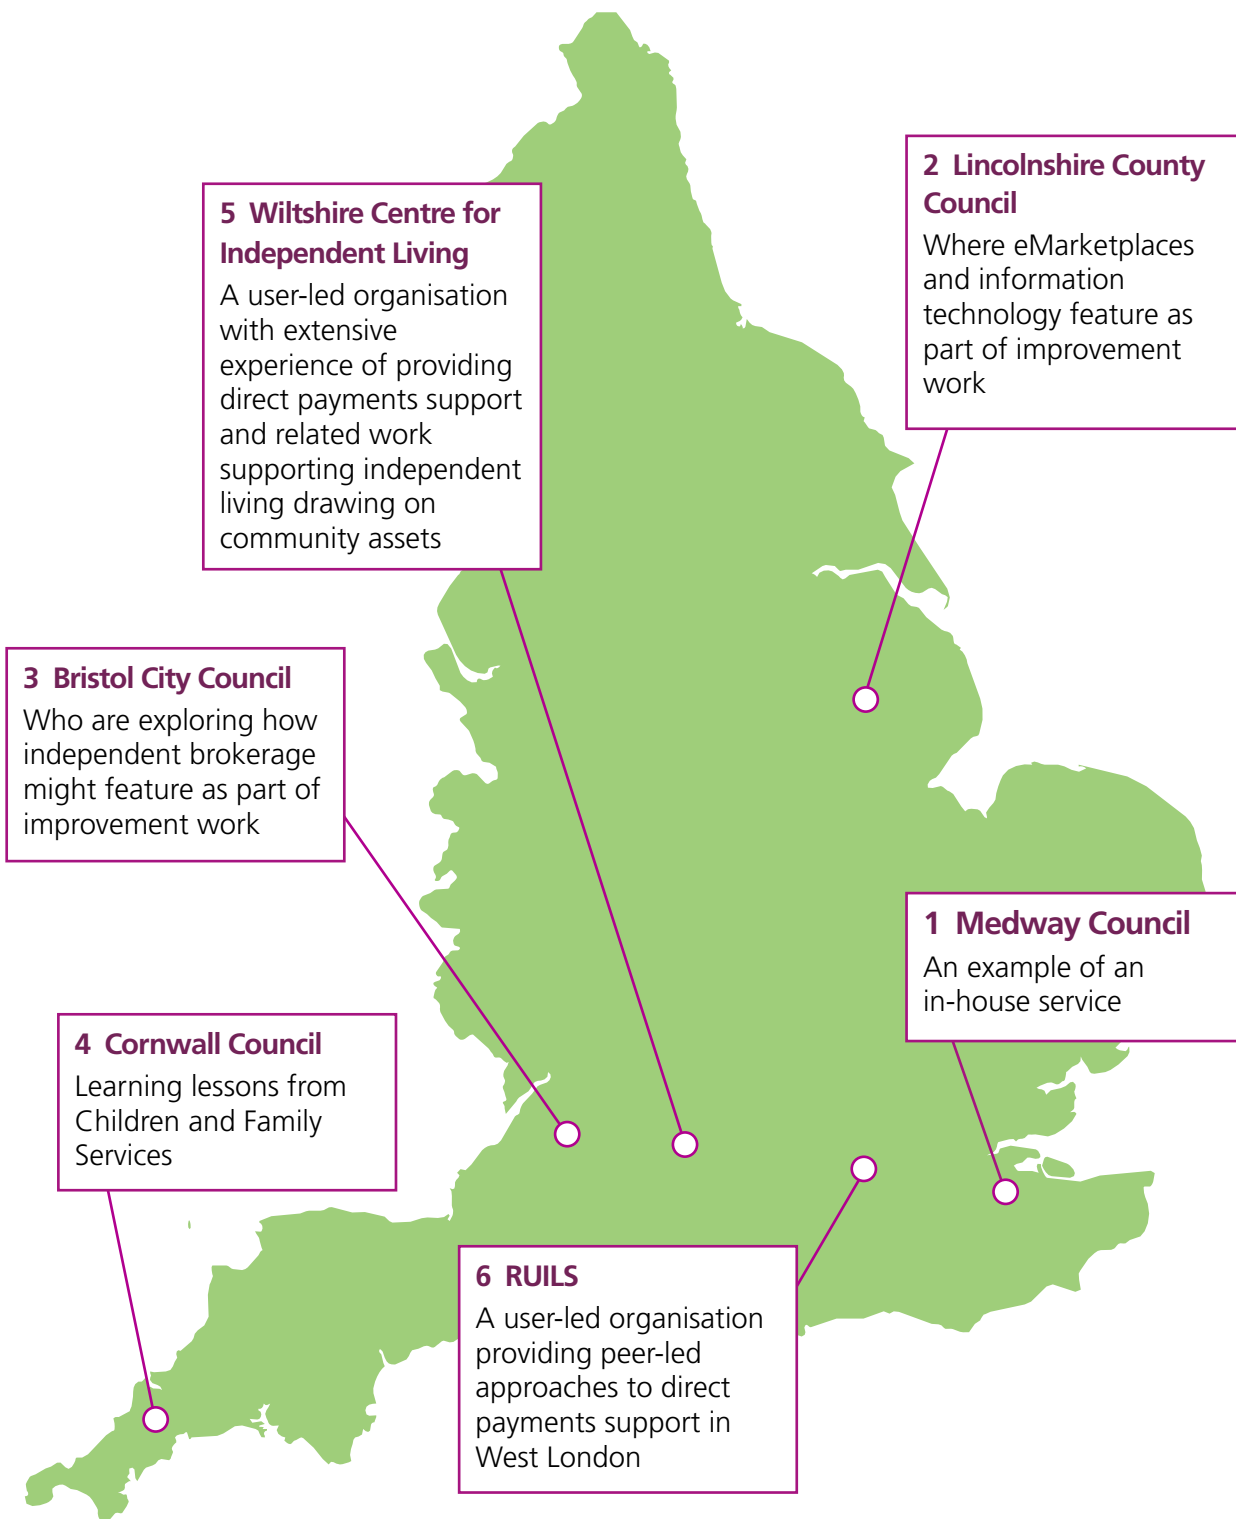 2 Lincolnshire County
Council
Where eMarketplaces
and information
technology feature as
part of improvement
work
5 Wiltshire Centre for
Independent Living
A user-led organisation
with extensive
experience of providing
direct payments support
and related work
supporting independent
living drawing on
community assets
3 Bristol City Council
Who are exploring how
independent brokerage
might feature as part of
improvement work
1 Medway Council
An example of an
in-house service
4 Cornwall Council
Learning lessons from
Children and Family
Services
6 RUILS
A user-led organisation
providing peer-led
approaches to direct
payments support in
West London